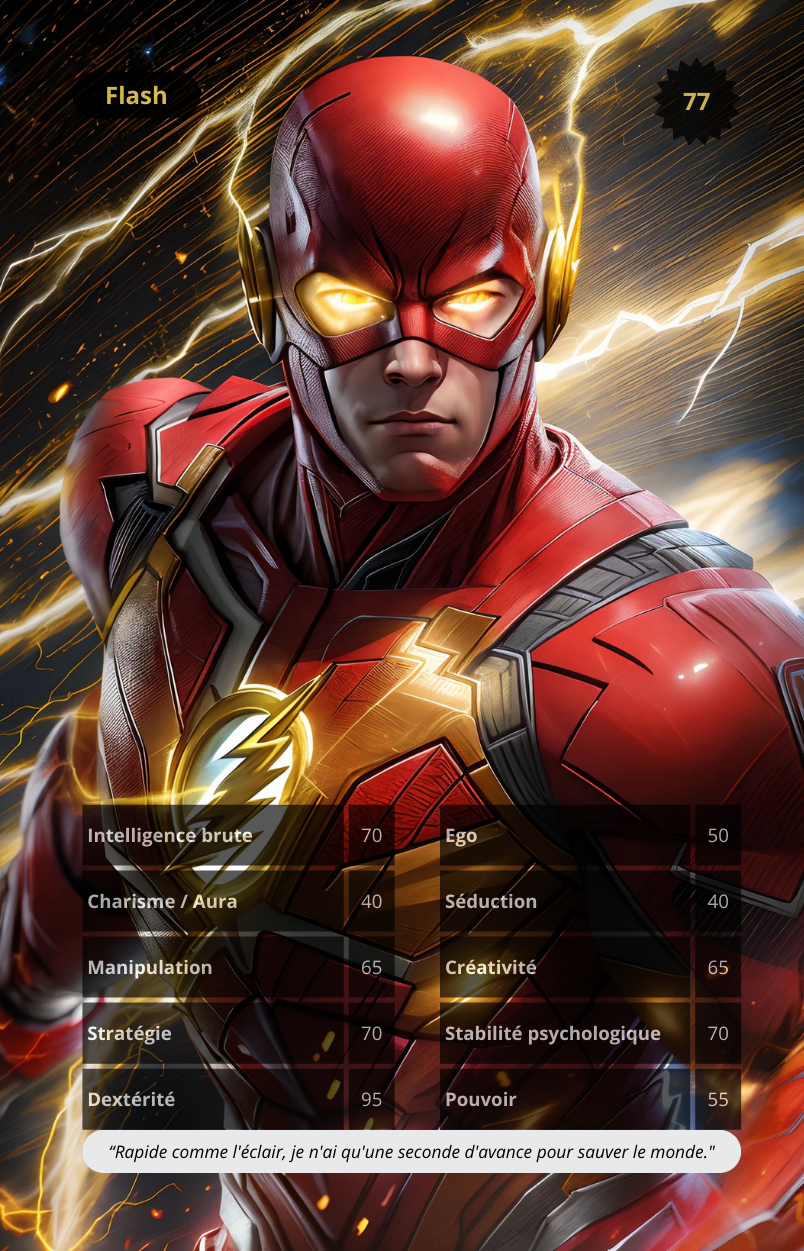 Flash
77
Intelligence brute 70
Ego 50
Charisme / Aura 40
Séduction 40
Manipulation 65
Créativité 65
Stratégie 70
Stabilité psychologique 70
Dextérité 95
Pouvoir 55
“Rapide comme l'éclair, je n'ai qu'une seconde d'avance pour sauver le monde."